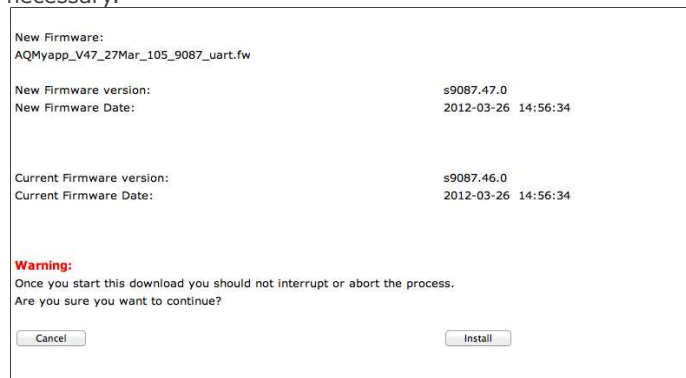 necessary.
New Firmware:
AQMyapp_V47_27Mar_105_9087_uart.fw
New Firmware version: s9087.47.0
New Firmware Date: 2012-03-26 14:56:34
Current Firmware version: s9087.46.0
Current Firmware Date: 2012-03-26 14:56:34
Warning:
Once you start this download you should not interrupt or abort the process.
Are you sure you want to continue?
Cancel Install